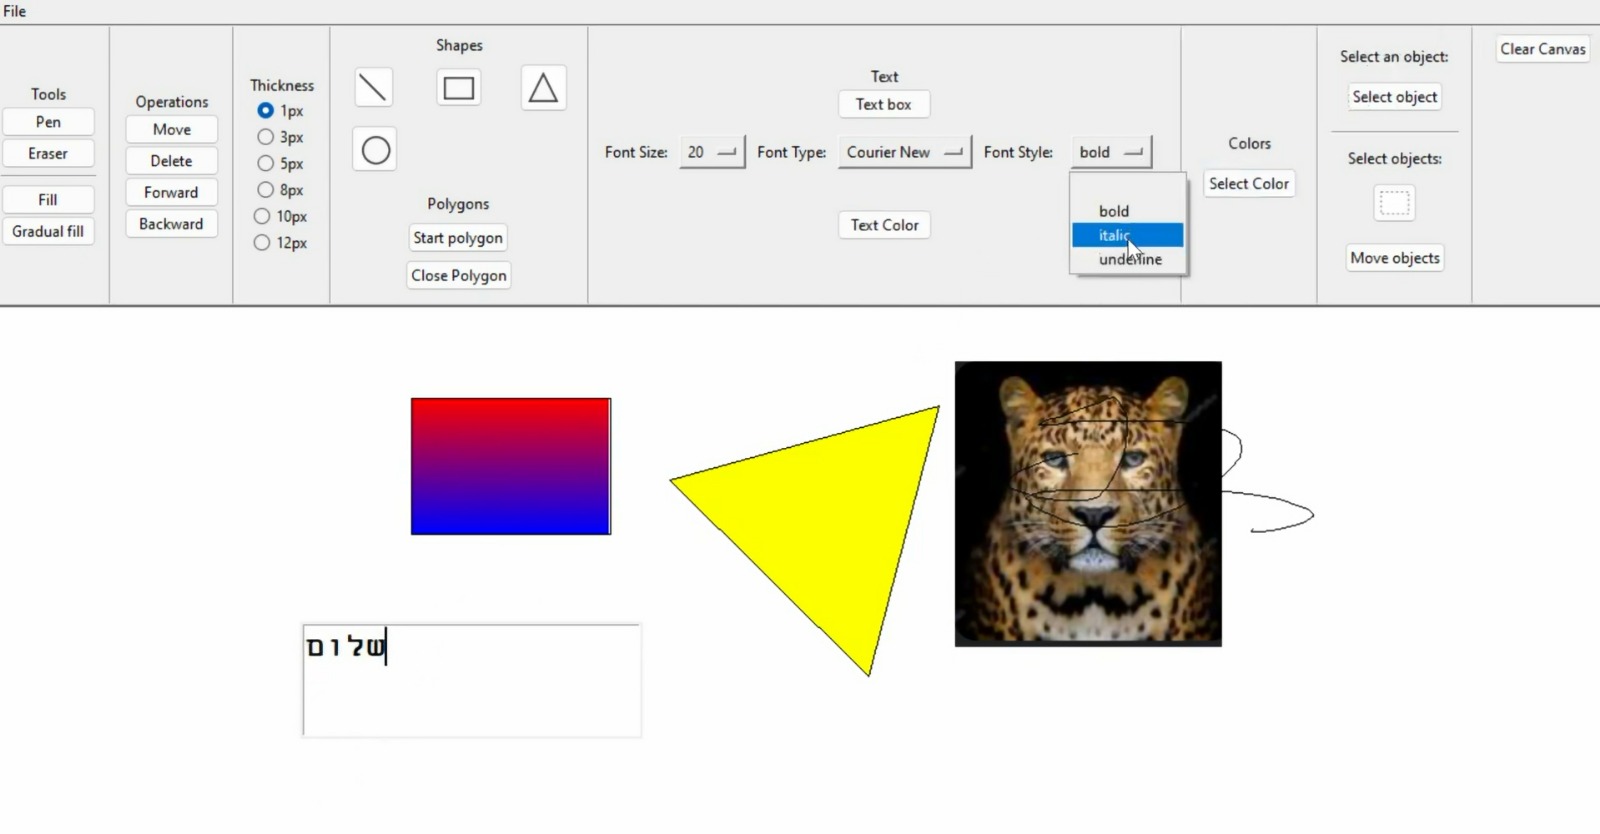 File
Tools
Pen
Eraser
Fill
Gradual fill
Operations
Move
Delete
Forward
Backward
Thickness
1px
3px
5px
8px
10px
12px
Shapes
Polygons
Start polygon
Close Polygon
Text
Text box
Font Size: 20 Font Type: Courier New Font Style: bold
bold
italic
underline
Text Color
Colors
Select Color
Select an object:
Select object
Select objects:
Move objects
Clear Canvas
שלום